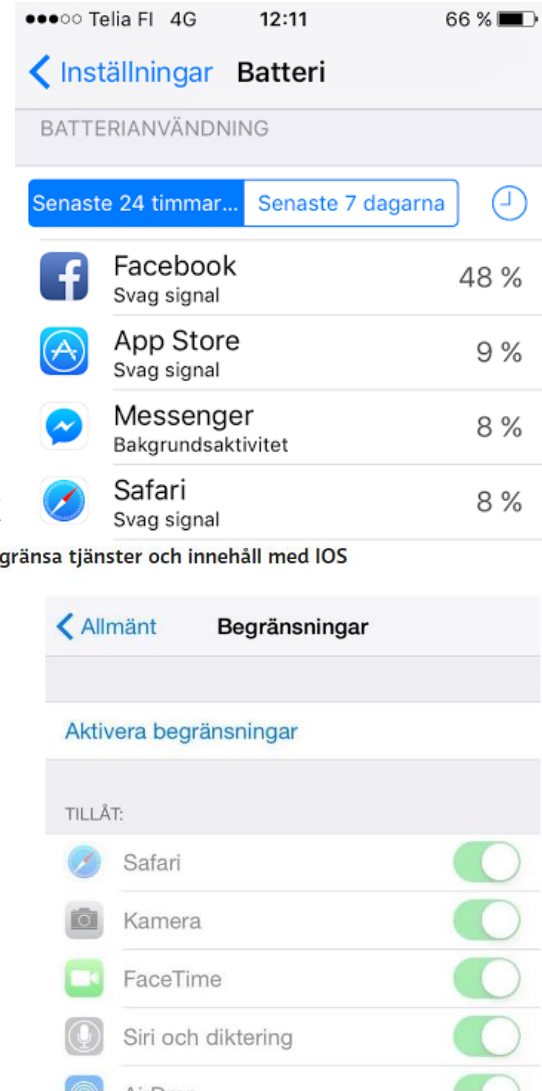 Telia FI 4G 12:11 66 %
Inställningar Batteri
BATTERIANVÄNDNING
Senaste 24 timmar... Senaste 7 dagarna
Facebook 48 %
Svag signal
App Store 9 %
Svag signal
Messenger 8 %
Bakgrundsaktivitet
Safari 8 %
Svag signal
gränsa tjänster och innehåll med IOS
Allmänt Begränsningar
Aktivera begränsningar
TILLÅT:
Safari
Kamera
FaceTime
Siri och diktering